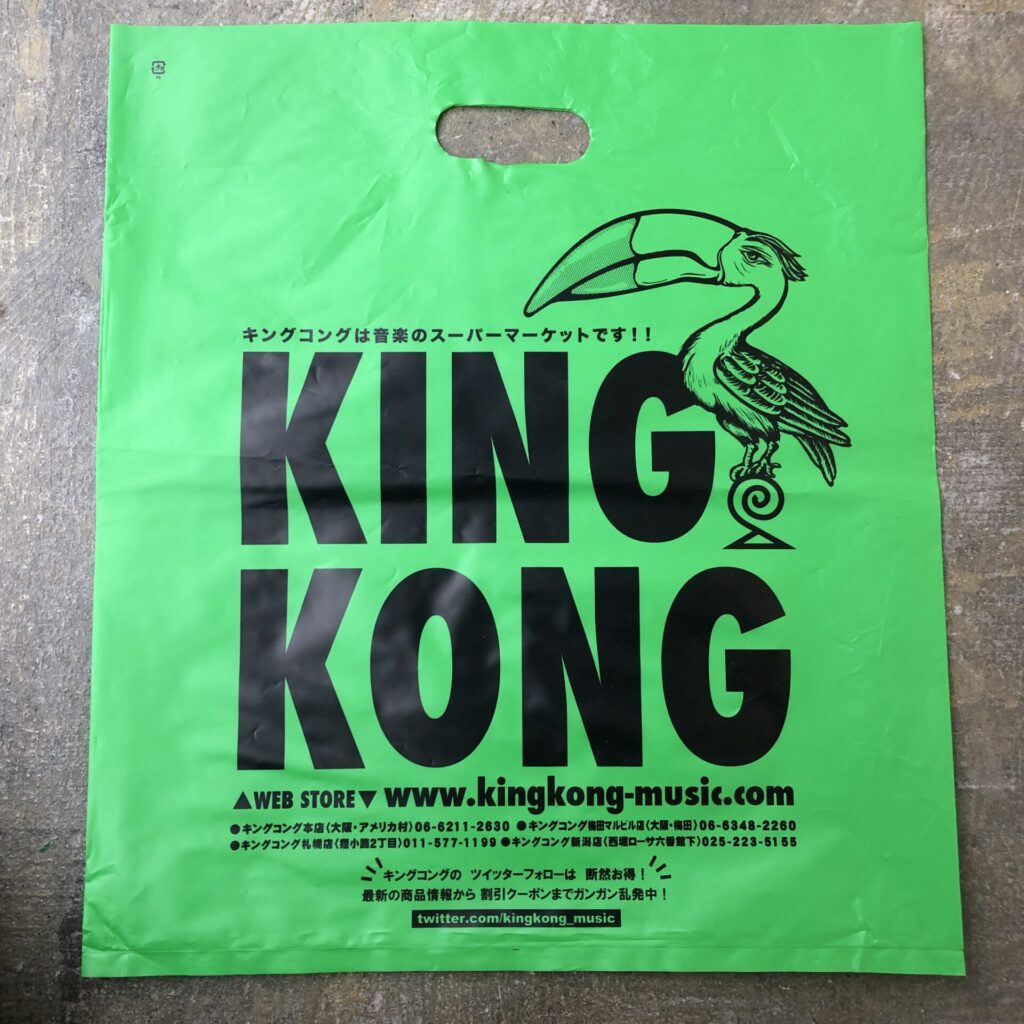 プラ
キングコングは音楽のスーパーマーケットです!!
KING
KONG
▲WEB STORE▼ www.kingkong-music.com
●キングコング本店〈大阪・アメリカ村〉06-6211-2630 ●キングコング梅田マルビル店〈大阪・梅田〉06-6348-2260
●キングコング札幌店〈狸小路2丁目〉011-577-1199 ●キングコング新潟店〈西堀ローサ六番館下〉025-223-5155
キングコングの ツイッターフォローは 断然お得!
最新の商品情報から 割引クーポンまでガンガン乱発中!
twitter.com/kingkong_music